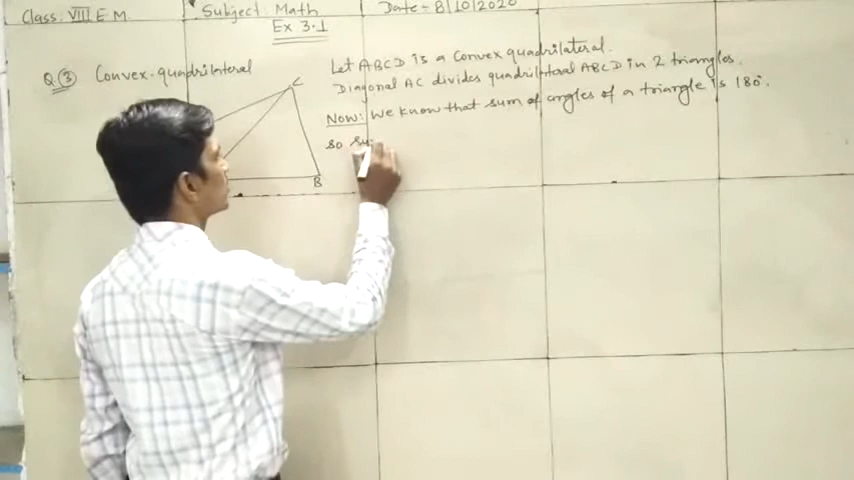 Class: VIII E M
Subject: Math
Date - 8/10/2020
Ex 3.1
Q. 3 Convex-quadrilateral
Let ABCD is a Convex quadrilateral.
Diagonal AC divides quadrilateral ABCD in 2 triangles.
Now: We know that sum of angles of a triangle is 180°.
so su
C
B